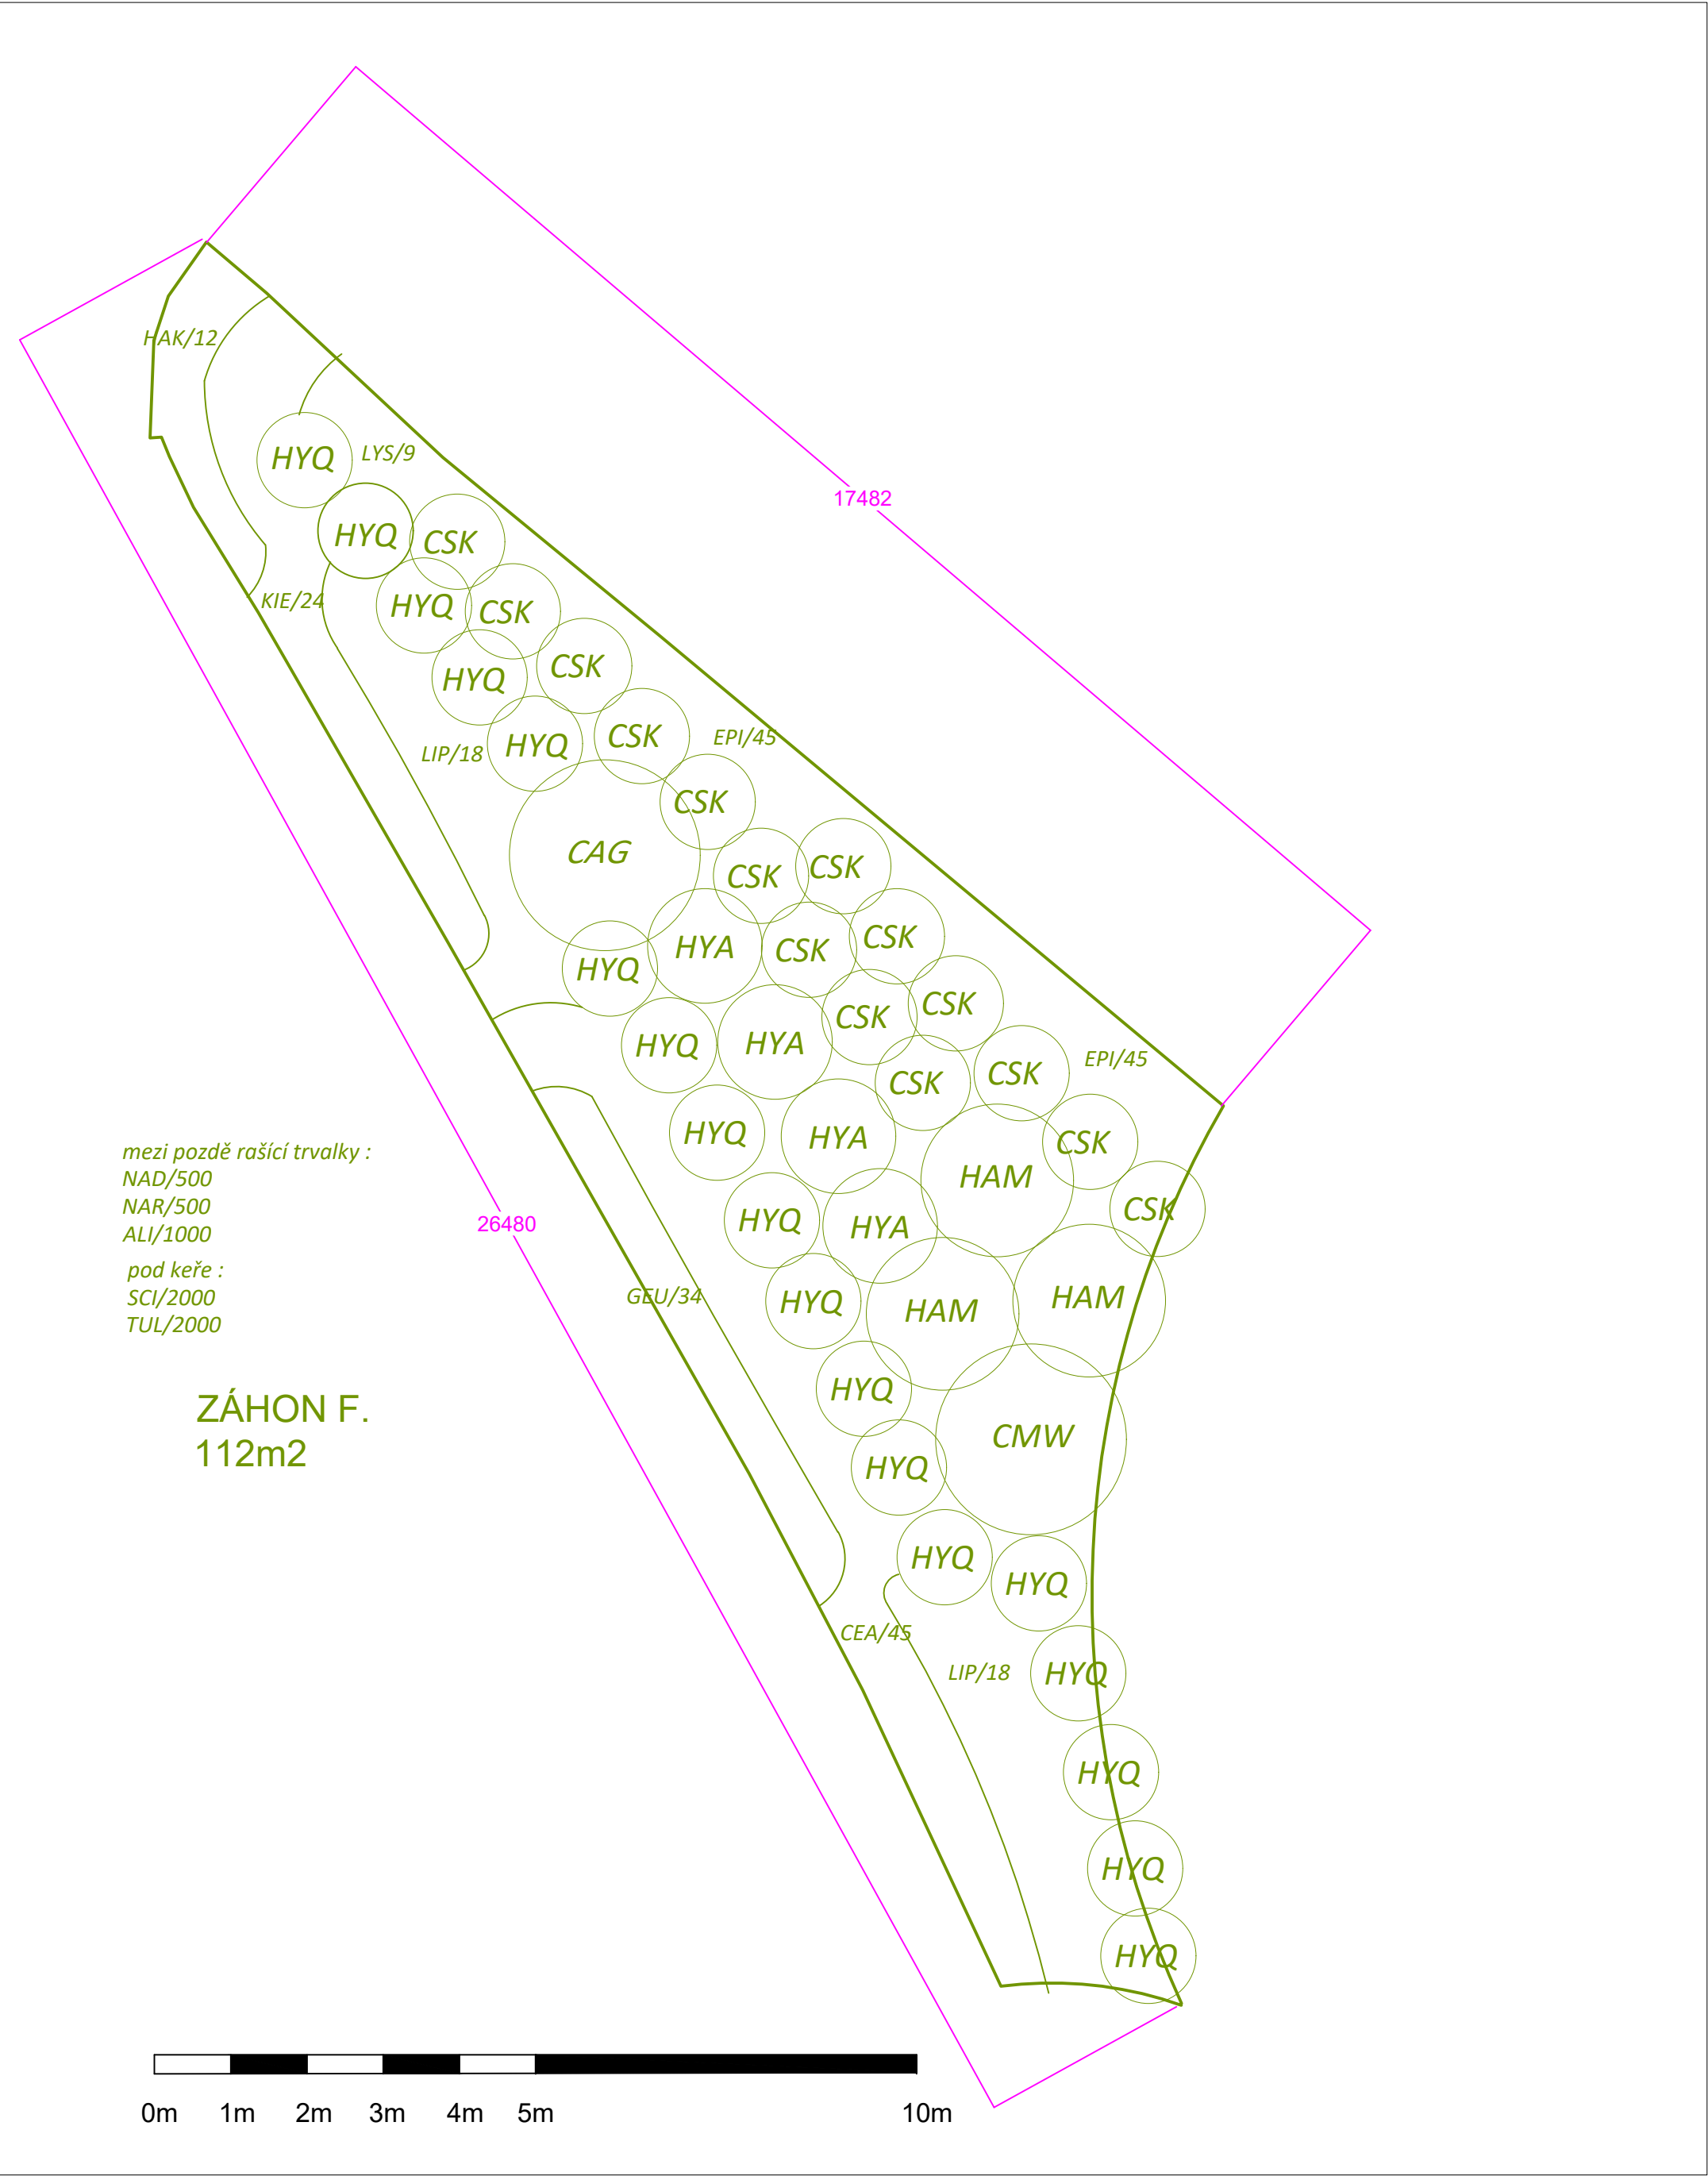 17482
HAK/12
HYQ
LYS/9
HYQ
CSK
KIE/24
HYQ
CSK
HYQ
CSK
LIP/18
HYQ
CSK
EPI/45
CSK
CAG
CSK
CSK
HYQ
HYA
CSK
CSK
HYQ
HYA
CSK
CSK
CSK
CSK
EPI/45
HYQ
HYA
HAM
CSK
CSK
mezi pozdě rašící trvalky :
NAD/500
NAR/500
ALI/1000
26480
HYQ
HYA
pod keře :
SCI/2000
TUL/2000
GEU/34
HYQ
HAM
HAM
ZÁHON F.
112m2
HYQ
CMW
HYQ
HYQ
HYQ
CEA/45
LIP/18
HYQ
HYQ
HYQ
HYQ
0m 1m 2m 3m 4m 5m 10m